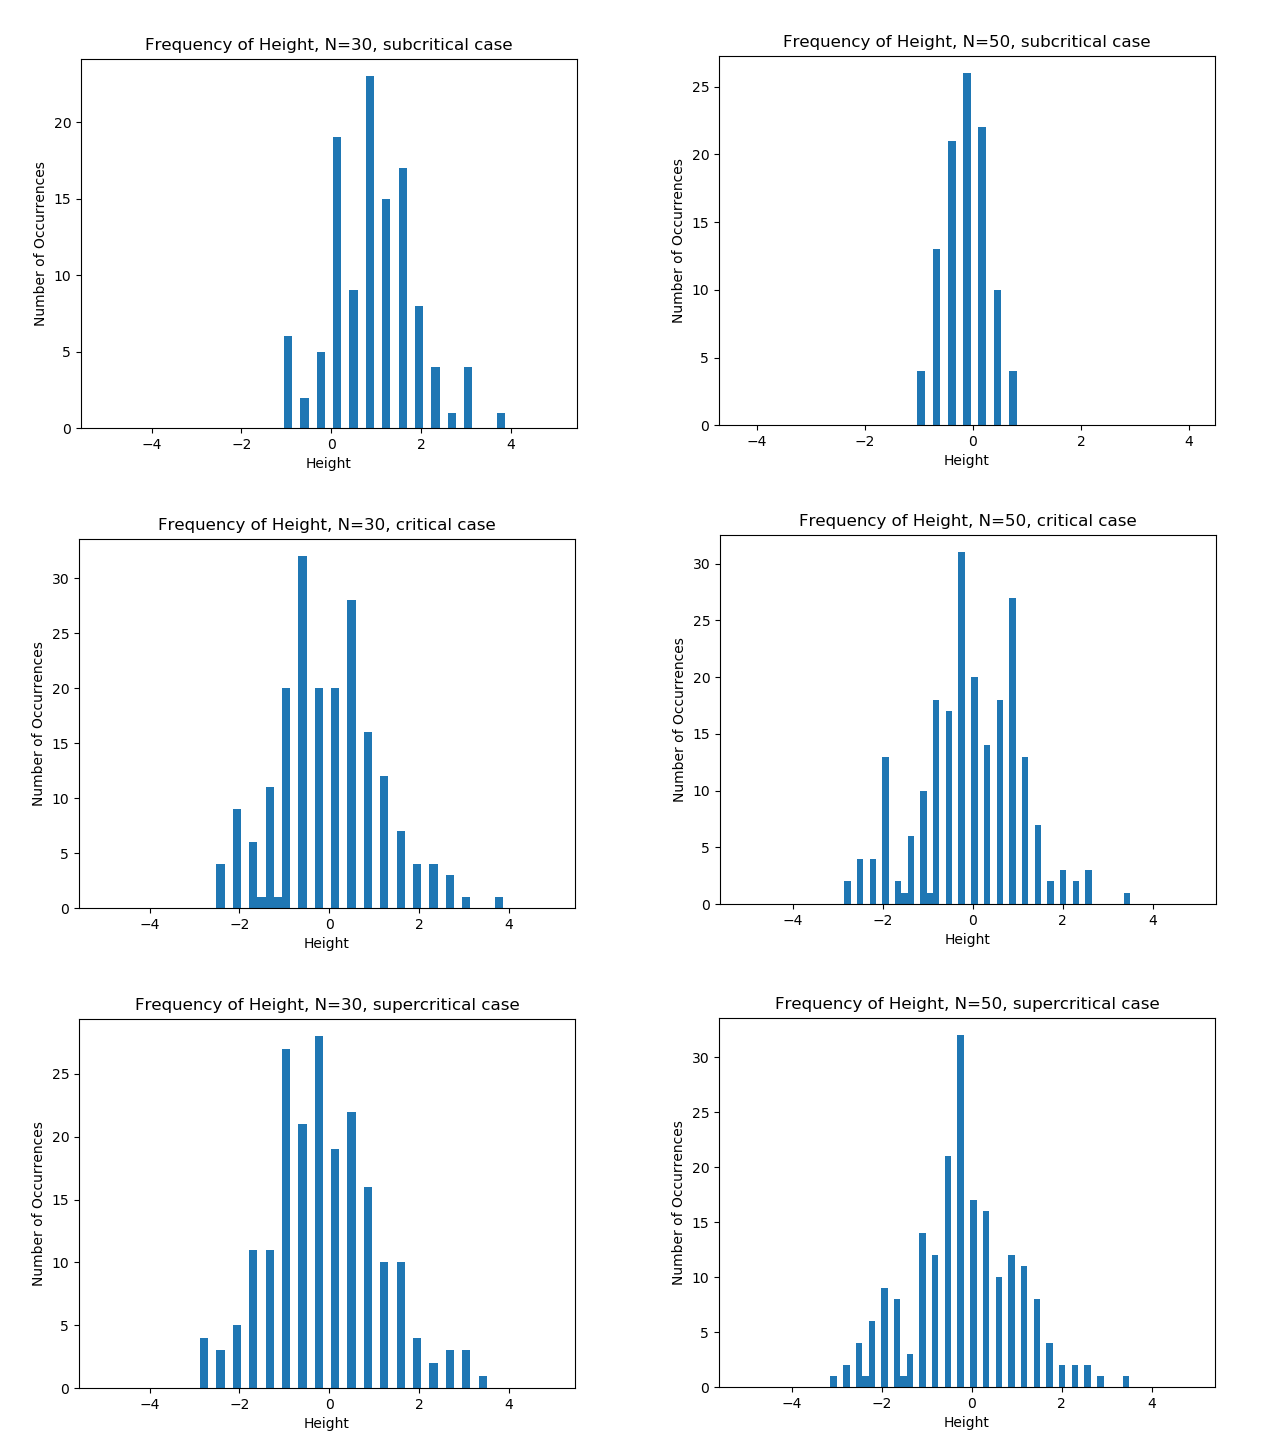 Frequency of Height, N=30, subcritical case
Number of Occurrences
20
15
10
5
0
−4 −2 0 2 4
Height
Frequency of Height, N=50, subcritical case
Number of Occurrences
25
20
15
10
5
0
−4 −2 0 2 4
Height
Frequency of Height, N=30, critical case
Number of Occurrences
30
25
20
15
10
5
0
−4 −2 0 2 4
Height
Frequency of Height, N=50, critical case
Number of Occurrences
30
25
20
15
10
5
0
−4 −2 0 2 4
Height
Frequency of Height, N=30, supercritical case
Number of Occurrences
25
20
15
10
5
0
−4 −2 0 2 4
Height
Frequency of Height, N=50, supercritical case
Number of Occurrences
30
25
20
15
10
5
0
−4 −2 0 2 4
Height